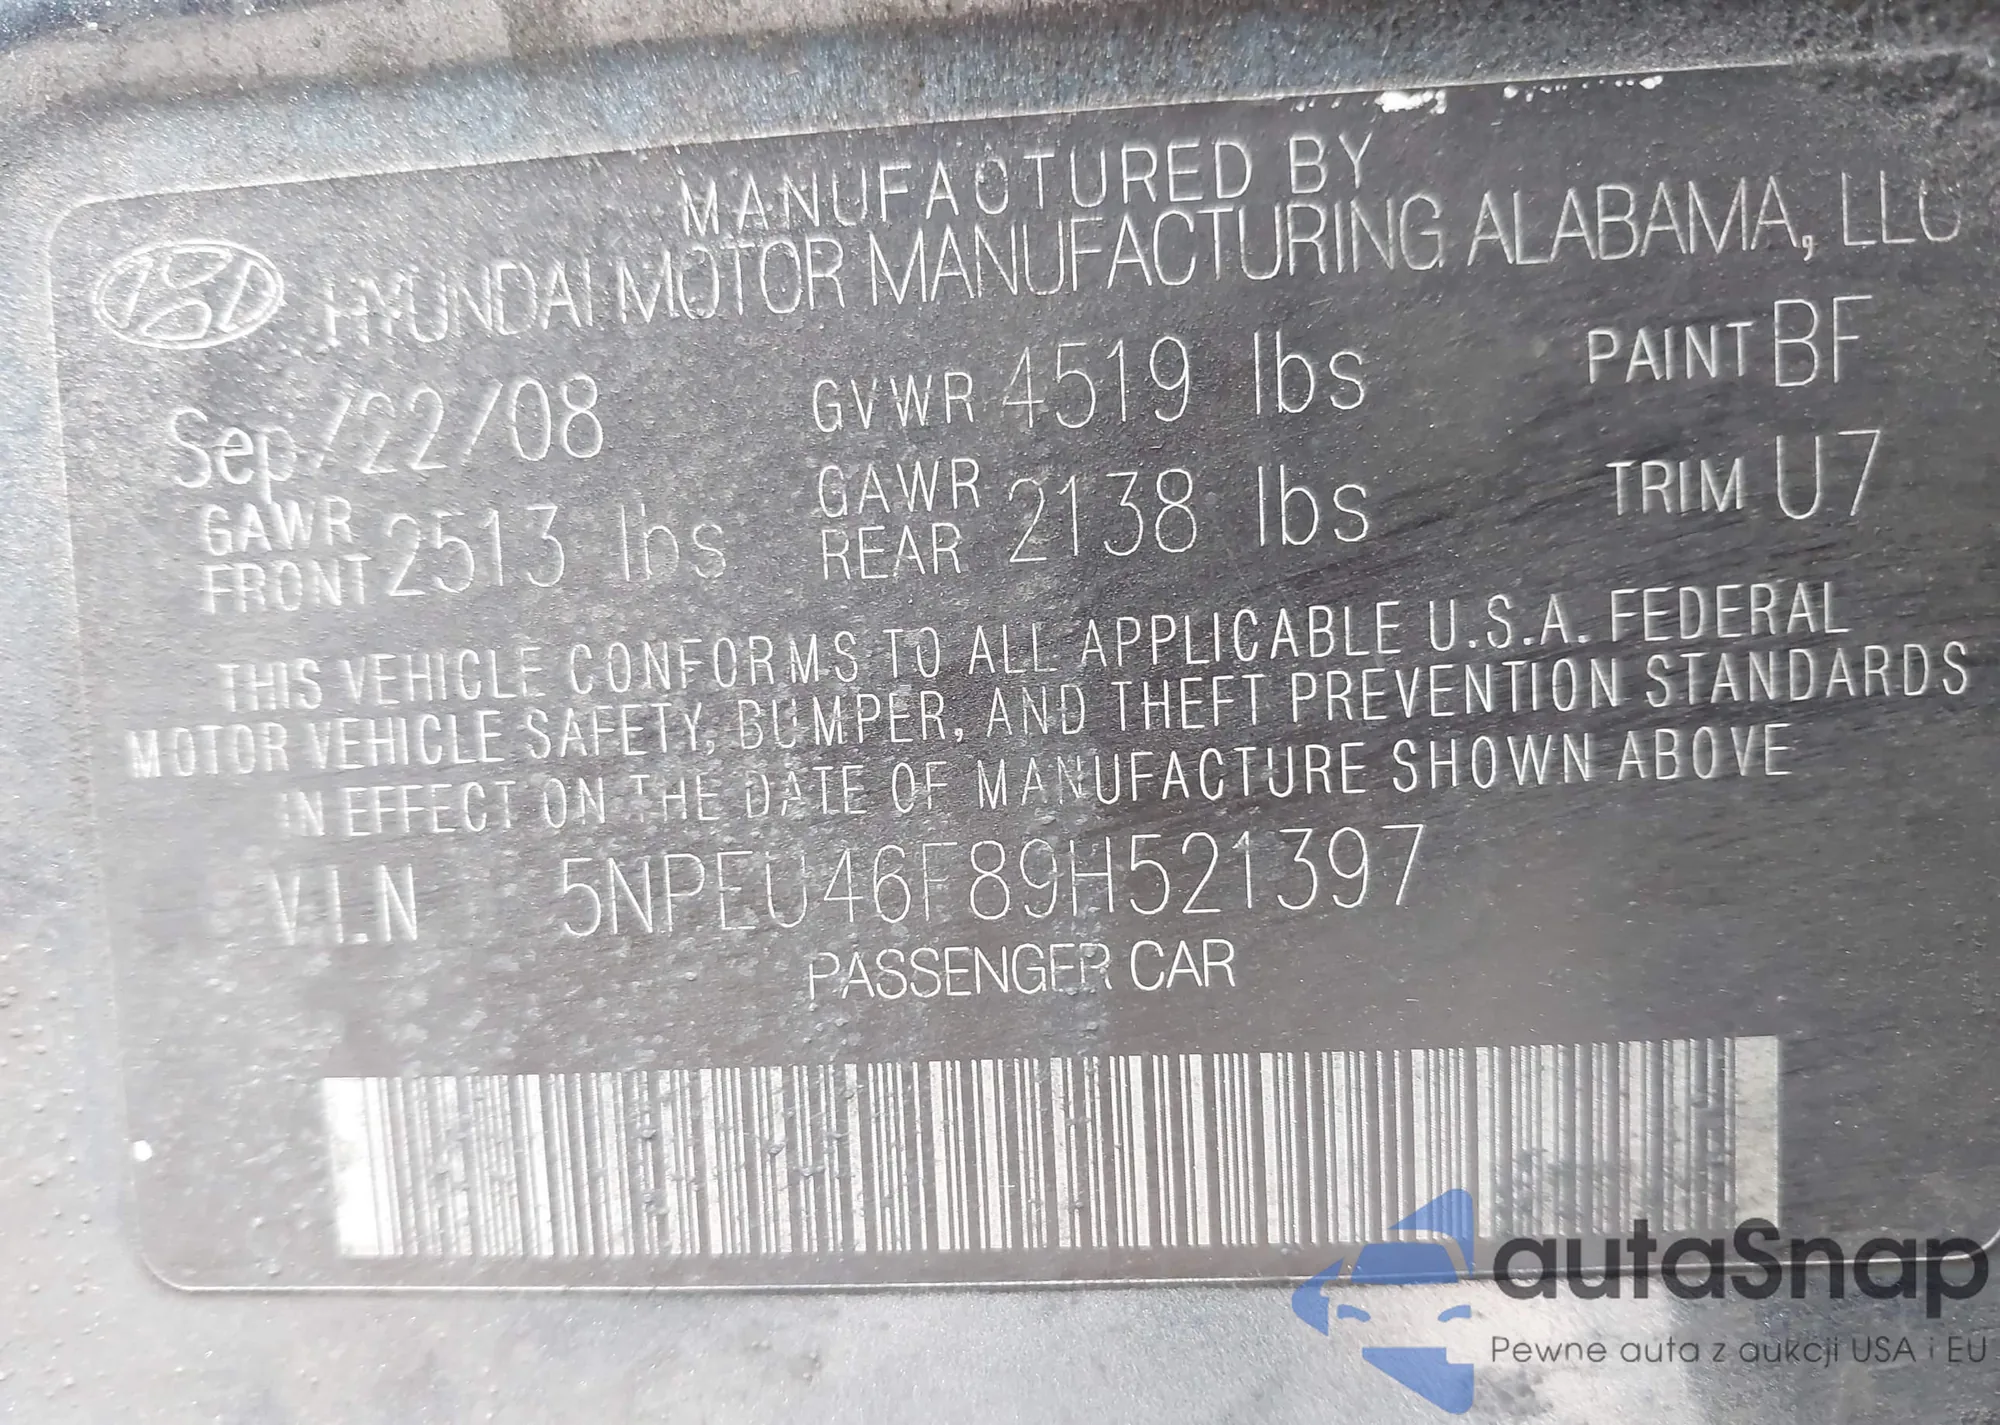 MANUFACTURED BY
HYUNDAI MOTOR MANUFACTURING ALABAMA, LLC
Sep/22/08 GVWR 4519 lbs PAINT BF
GAWR FRONT 2513 lbs GAWR REAR 2138 lbs TRIM U7
THIS VEHICLE CONFORMS TO ALL APPLICABLE U.S.A. FEDERAL
MOTOR VEHICLE SAFETY, BUMPER, AND THEFT PREVENTION STANDARDS
IN EFFECT ON THE DATE OF MANUFACTURE SHOWN ABOVE
V.I.N 5NPEU46F89H521397
PASSENGER CAR
autaSnap
Pewne auta z aukcji USA i EU